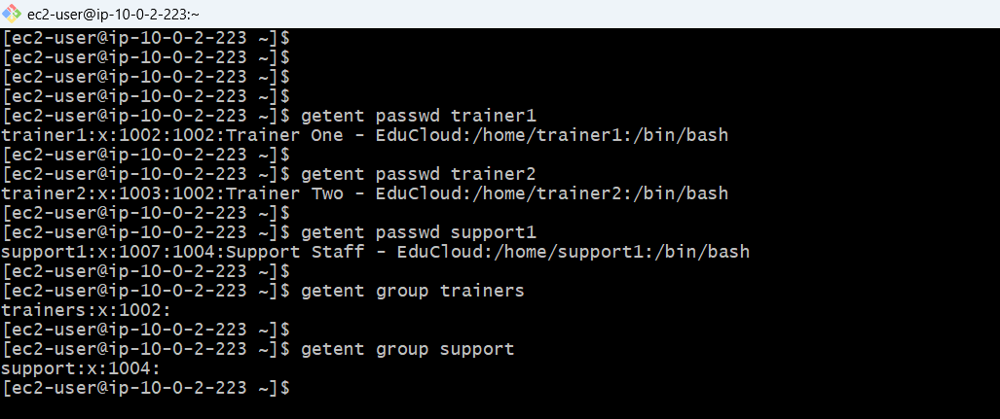 ec2-user@ip-10-0-2-223:~
[ec2-user@ip-10-0-2-223 ~]$
[ec2-user@ip-10-0-2-223 ~]$
[ec2-user@ip-10-0-2-223 ~]$
[ec2-user@ip-10-0-2-223 ~]$
[ec2-user@ip-10-0-2-223 ~]$ getent passwd trainer1
trainer1:x:1002:1002:Trainer One - EduCloud:/home/trainer1:/bin/bash
[ec2-user@ip-10-0-2-223 ~]$
[ec2-user@ip-10-0-2-223 ~]$ getent passwd trainer2
trainer2:x:1003:1002:Trainer Two - EduCloud:/home/trainer2:/bin/bash
[ec2-user@ip-10-0-2-223 ~]$
[ec2-user@ip-10-0-2-223 ~]$ getent passwd support1
support1:x:1007:1004:Support Staff - EduCloud:/home/support1:/bin/bash
[ec2-user@ip-10-0-2-223 ~]$
[ec2-user@ip-10-0-2-223 ~]$ getent group trainers
trainers:x:1002:
[ec2-user@ip-10-0-2-223 ~]$
[ec2-user@ip-10-0-2-223 ~]$ getent group support
support:x:1004:
[ec2-user@ip-10-0-2-223 ~]$